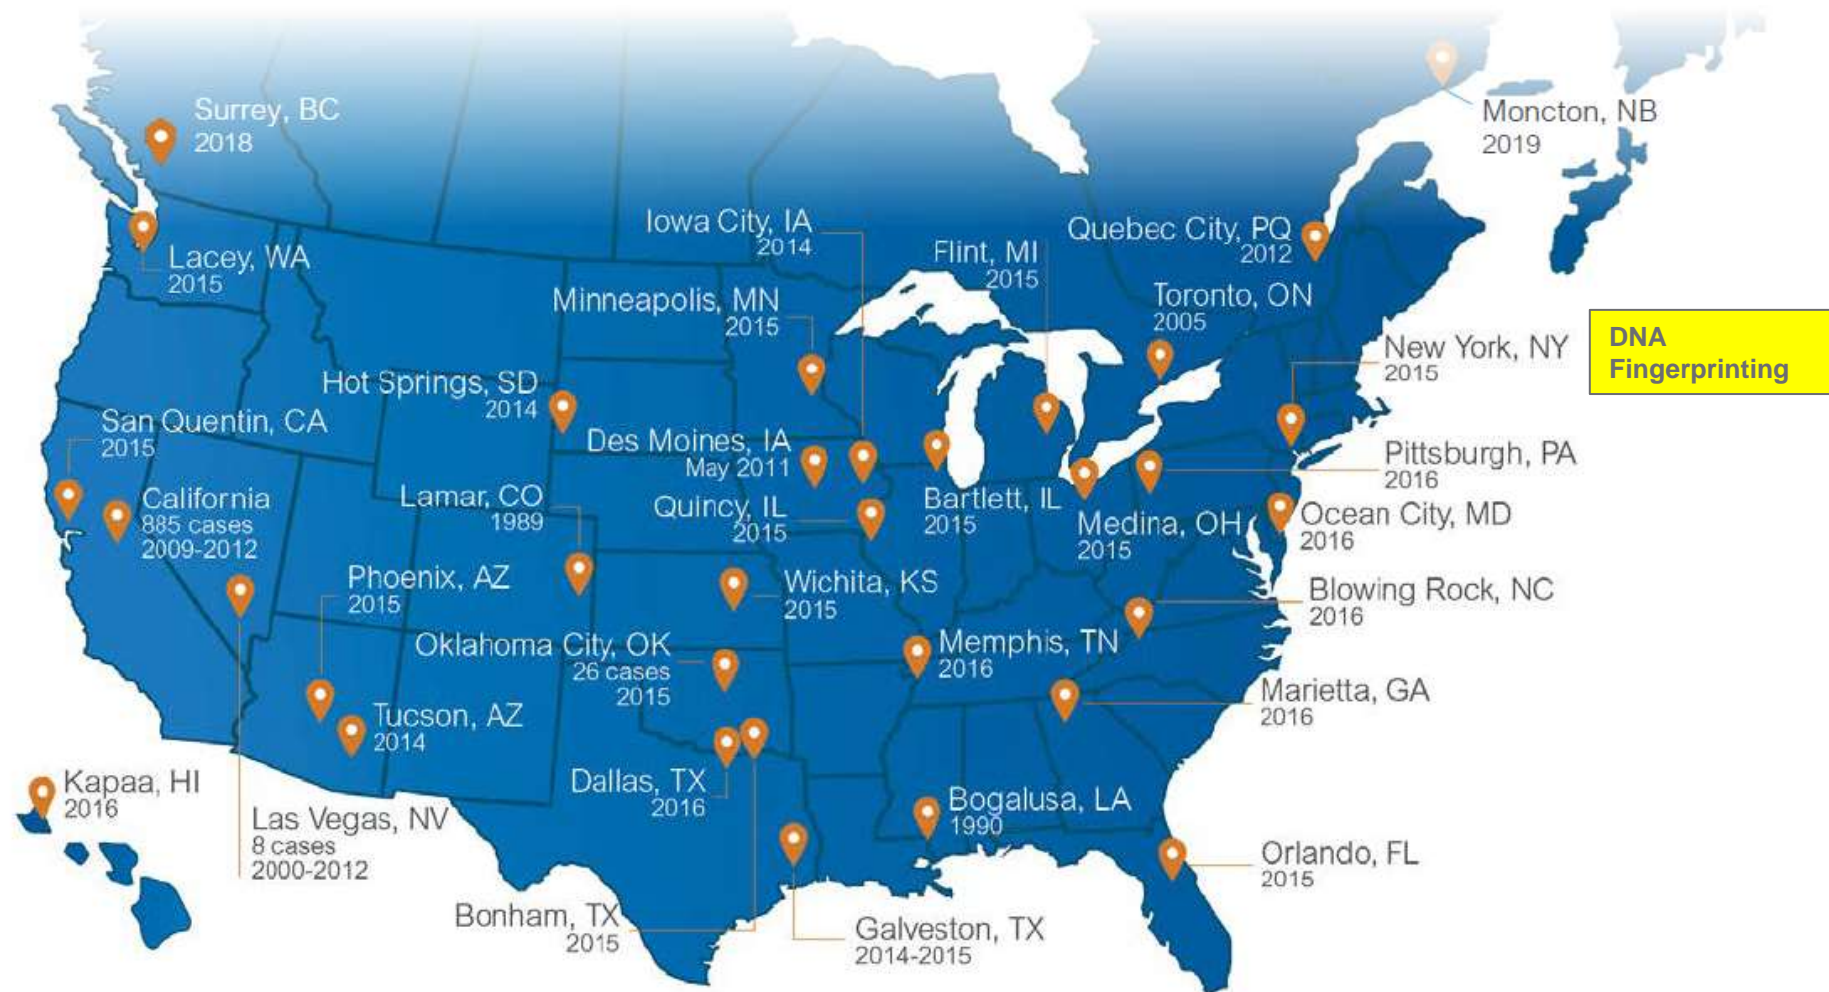 Surrey, BC
2018
Moncton, NB
2019
Lacey, WA
2015
Iowa City, IA
2014
Flint, MI
2015
Quebec City, PQ
2012
Minneapolis, MN
2015
Toronto, ON
2005
New York, NY
2015
DNA
Fingerprinting
Hot Springs, SD
2014
San Quentin, CA
2015
Des Moines, IA
May 2011
Pittsburgh, PA
2016
California
885 cases
2009-2012
Lamar, CO
1989
Quincy, IL
2015
Bartlett, IL
2015
Medina, OH
2015
Ocean City, MD
2016
Phoenix, AZ
2015
Wichita, KS
2015
Blowing Rock, NC
2016
Oklahoma City, OK
26 cases
2015
Memphis, TN
2016
Marietta, GA
2016
Tucson, AZ
2014
Kapaa, HI
2016
Dallas, TX
2016
Bogalusa, LA
1990
Las Vegas, NV
8 cases
2000-2012
Orlando, FL
2015
Bonham, TX
2015
Galveston, TX
2014-2015